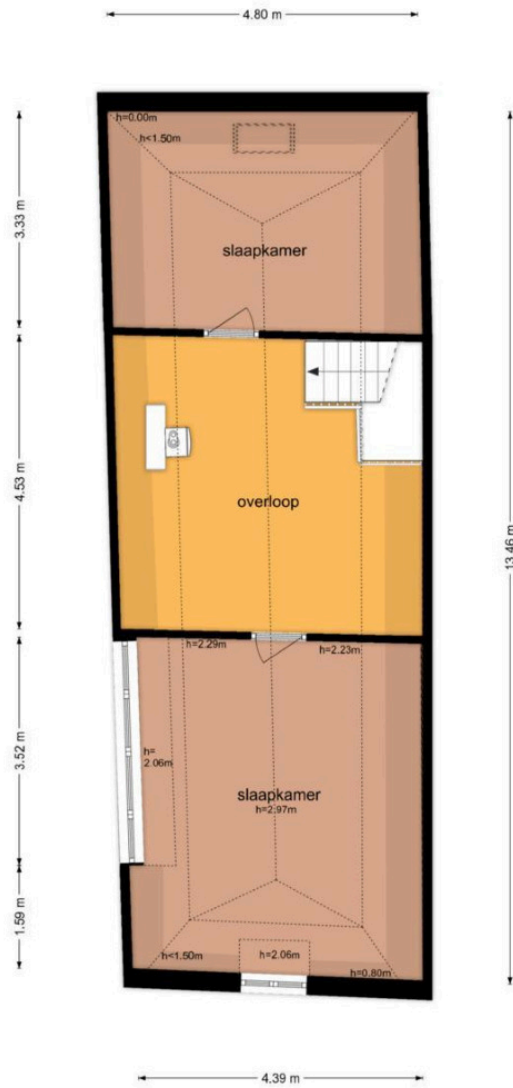 4.80 m
h=0.00m
h<1.50m
3.33 m
slaapkamer
4.53 m
overloop
13.46 m
h=2.29m
h=2.23m
3.52 m
h=
2.06m
slaapkamer
h=2.97m
1.59 m
h<1.50m
h=2.06m
h=0.80m
4.39 m